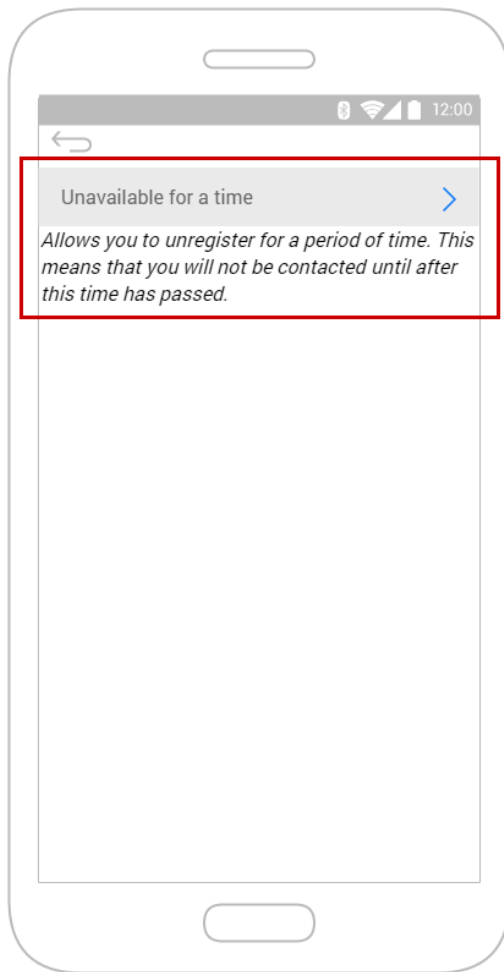 12:00
Unavailable for a time
Allows you to unregister for a period of time. This
means that you will not be contacted until after
this time has passed.